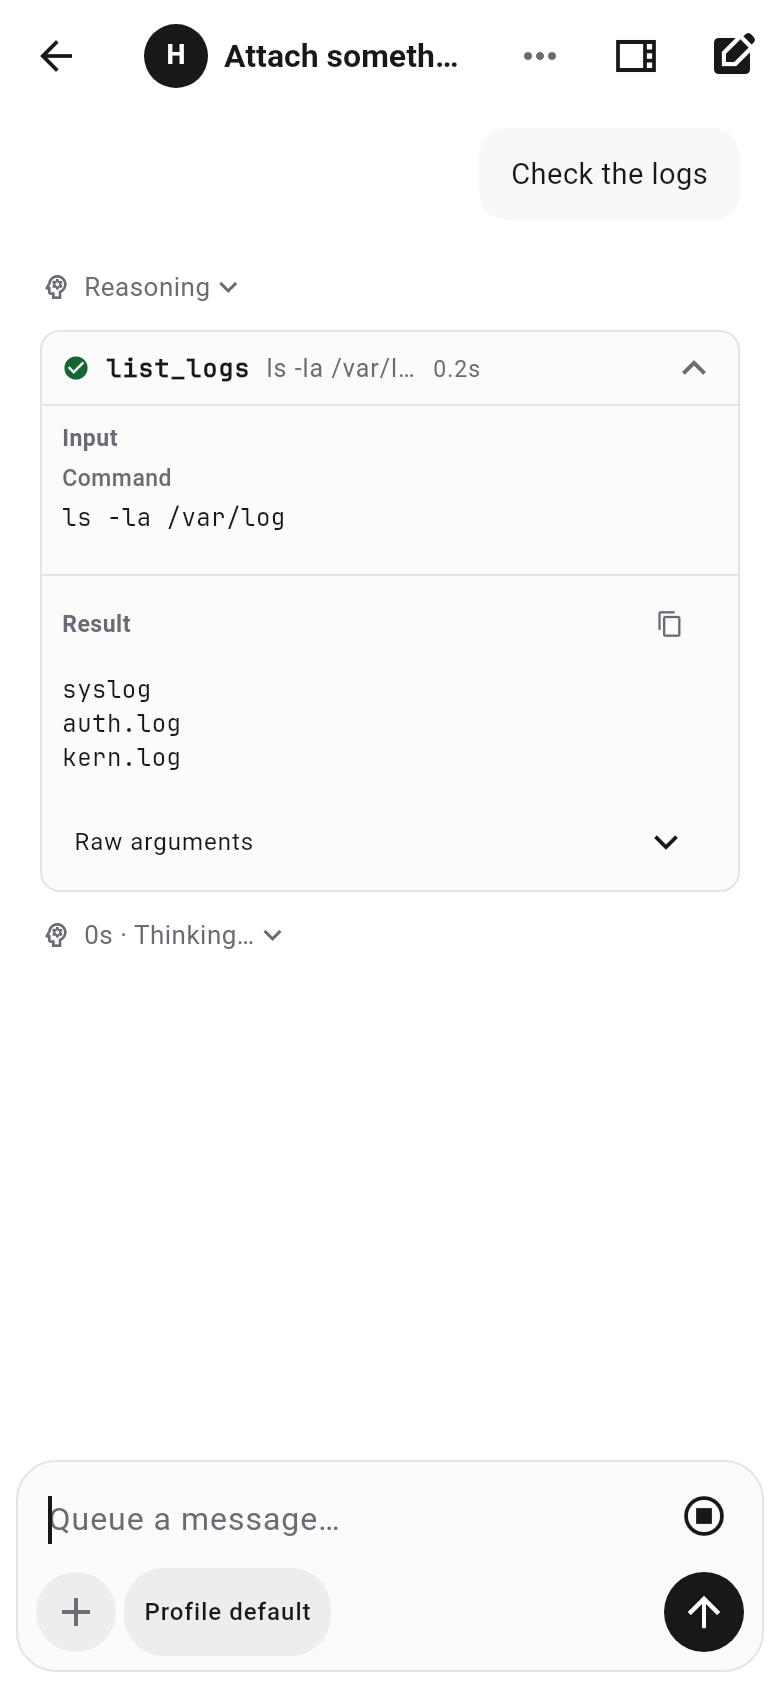 H Attach someth…
Check the logs
Reasoning
list_logs ls -la /var/l… 0.2s
Input
Command
ls -la /var/log
Result
syslog
auth.log
kern.log
Raw arguments
0s · Thinking…
Queue a message…
Profile default